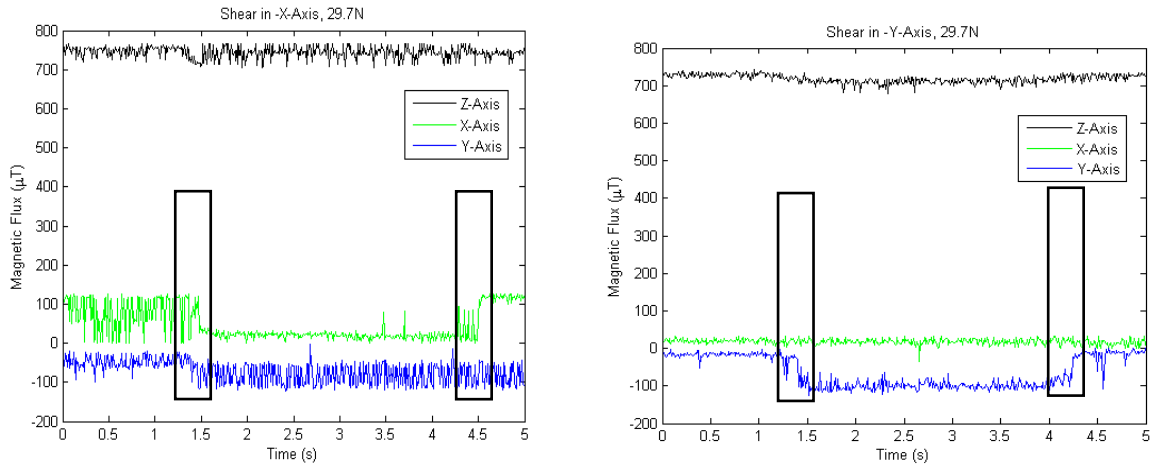 Shear in -X-Axis, 29.7N
Magnetic Flux (μT)
800
700
600
500
400
300
200
100
0
-100
-200
Z-Axis
X-Axis
Y-Axis
0 0.5 1 1.5 2 2.5 3 3.5 4 4.5 5
Time (s)
Shear in -Y-Axis, 29.7N
Magnetic Flux (μT)
800
700
600
500
400
300
200
100
0
-100
-200
Z-Axis
X-Axis
Y-Axis
0 0.5 1 1.5 2 2.5 3 3.5 4 4.5 5
Time (s)